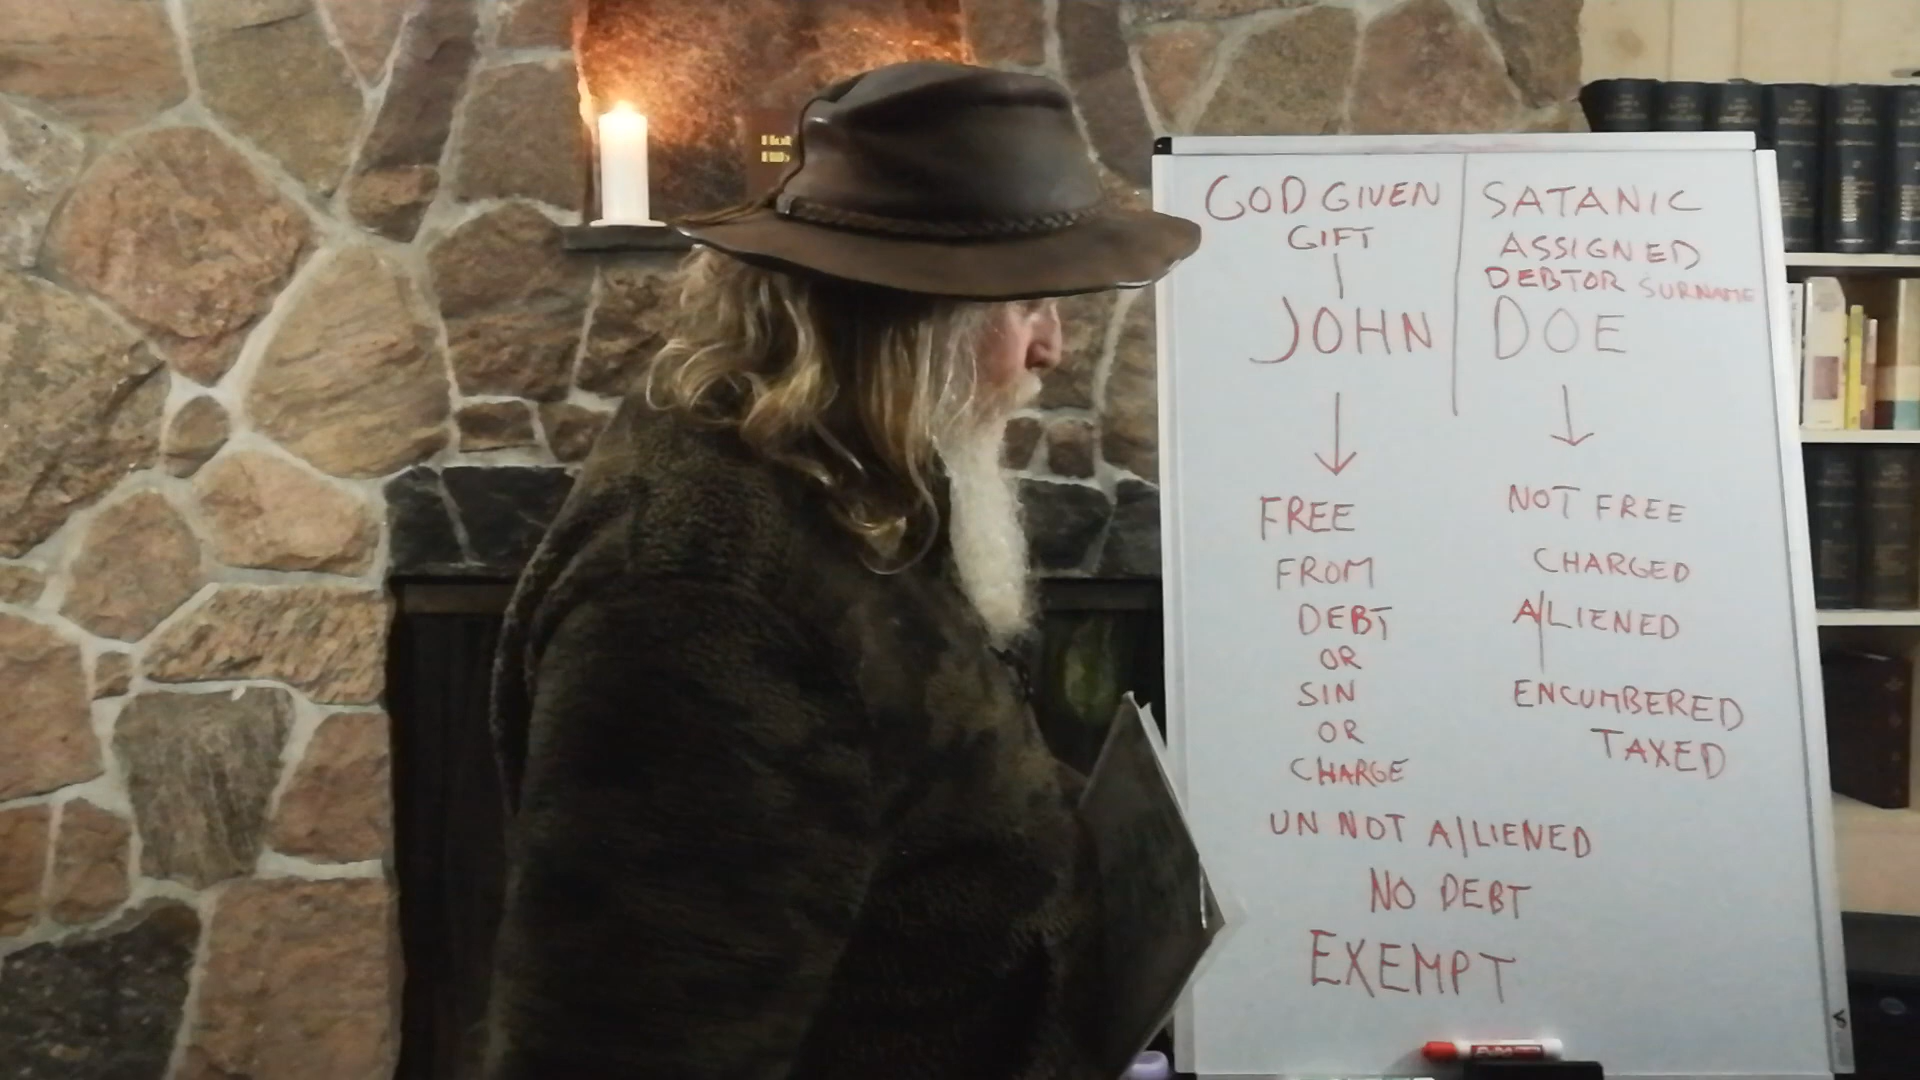 GOD GIVEN
GIFT
JOHN
FREE
FROM
DEBT
OR
SIN
OR
CHARGE
UN NOT A/LIENED
NO DEBT
EXEMPT
SATANIC
ASSIGNED
DEBTOR SURNAME
DOE
NOT FREE
CHARGED
A/LIENED
ENCUMBERED
TAXED